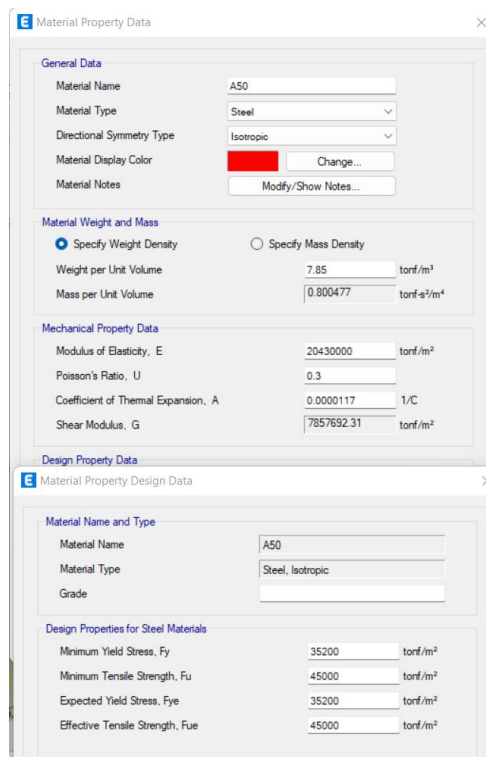 E Material Property Data
General Data
Material Name A50
Material Type Steel
Directional Symmetry Type Isotropic
Material Display Color Change...
Material Notes Modify/Show Notes...
Material Weight and Mass
Specify Weight Density Specify Mass Density
Weight per Unit Volume 7.85 tonf/m³
Mass per Unit Volume 0.800477 tonf-s²/m⁴
Mechanical Property Data
Modulus of Elasticity, E 20430000 tonf/m²
Poisson's Ratio, U 0.3
Coefficient of Thermal Expansion, A 0.0000117 1/C
Shear Modulus, G 7857692.31 tonf/m²
Design Property Data
E Material Property Design Data
Material Name and Type
Material Name A50
Material Type Steel, Isotropic
Grade
Design Properties for Steel Materials
Minimum Yield Stress, Fy 35200 tonf/m²
Minimum Tensile Strength, Fu 45000 tonf/m²
Expected Yield Stress, Fye 35200 tonf/m²
Effective Tensile Strength, Fue 45000 tonf/m²